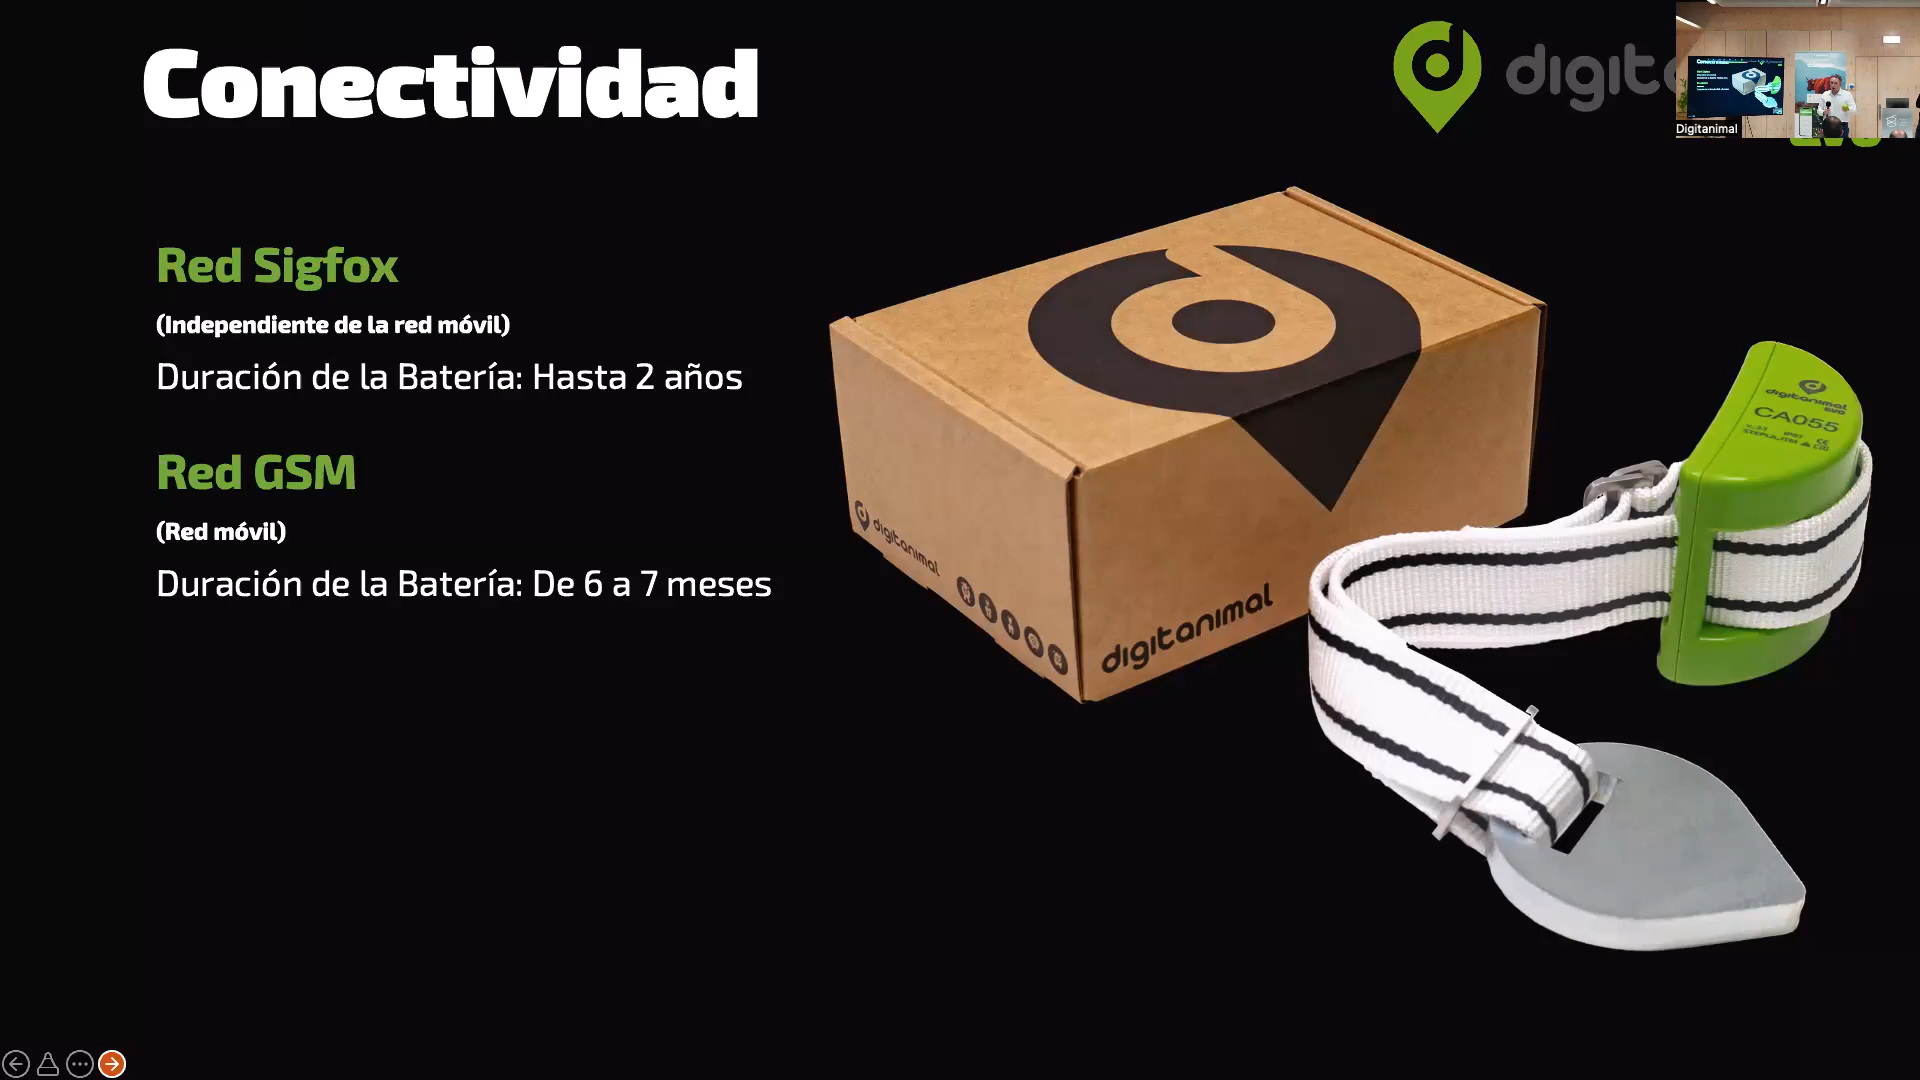 Conectividad
digit
Digitanimal
Red Sigfox
(Independiente de la red móvil)
Duración de la Batería: Hasta 2 años
Red GSM
(Red móvil)
Duración de la Batería: De 6 a 7 meses
digitanimal
digitanimal
digitanimal
EVO
CA055